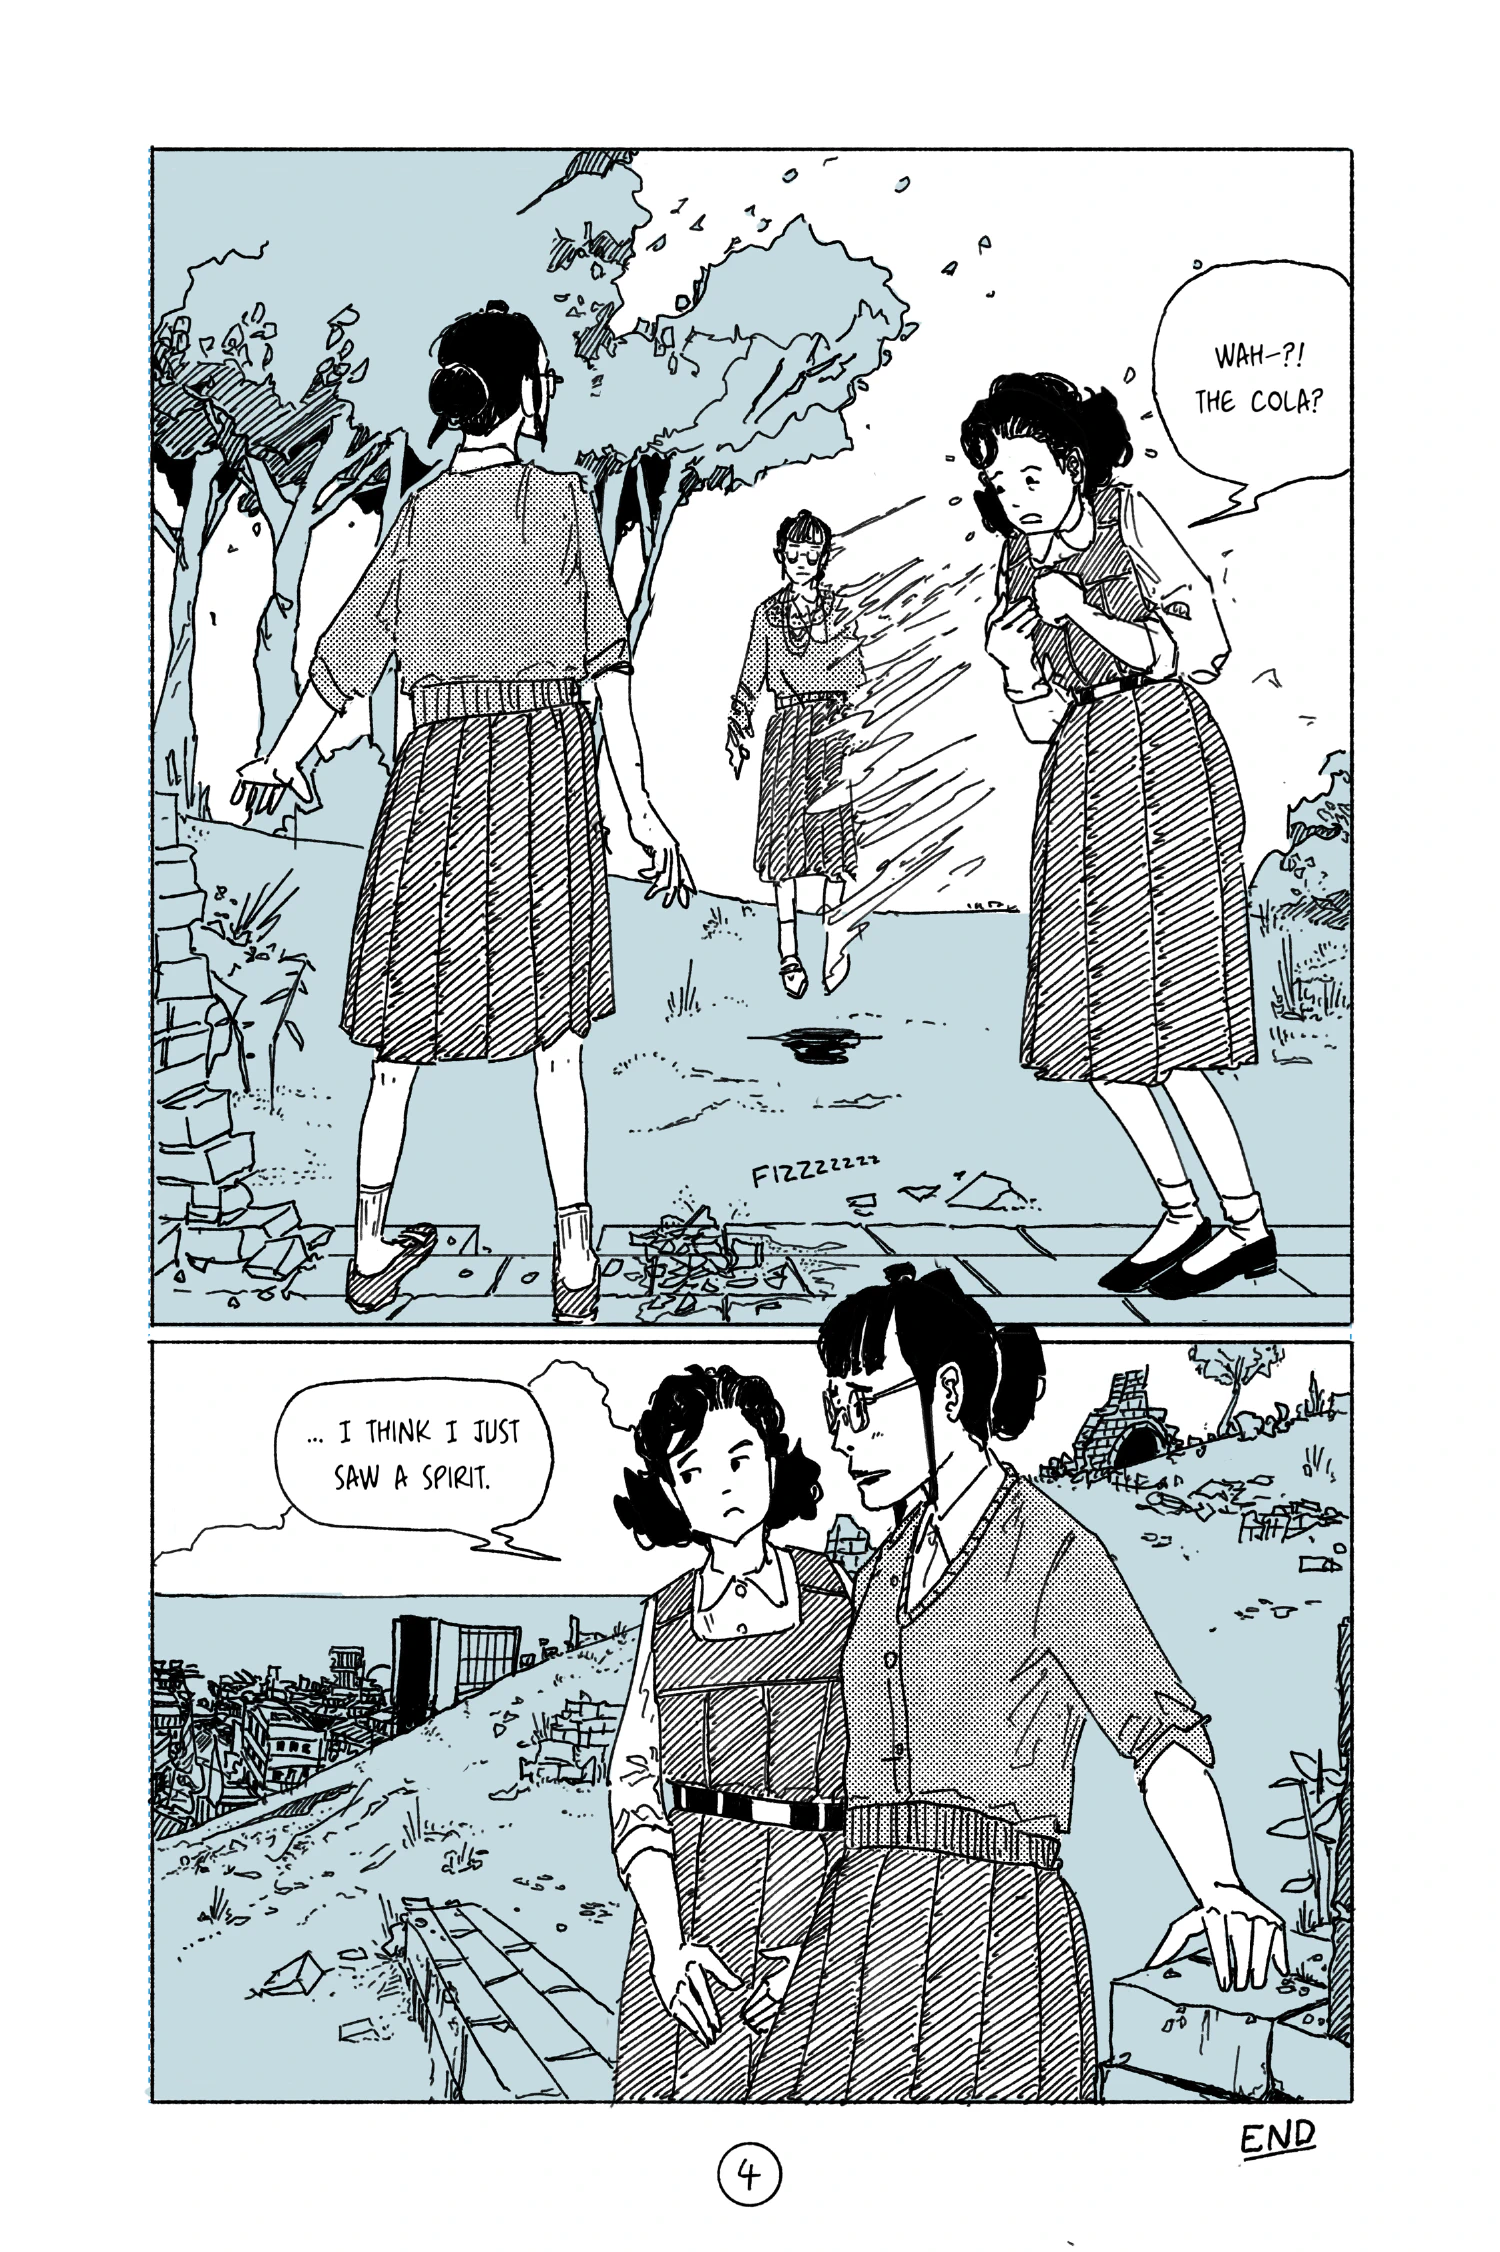 WAH–?!
THE COLA?
FIZZzzzzz
... I THINK I JUST
SAW A SPIRIT.
END
4